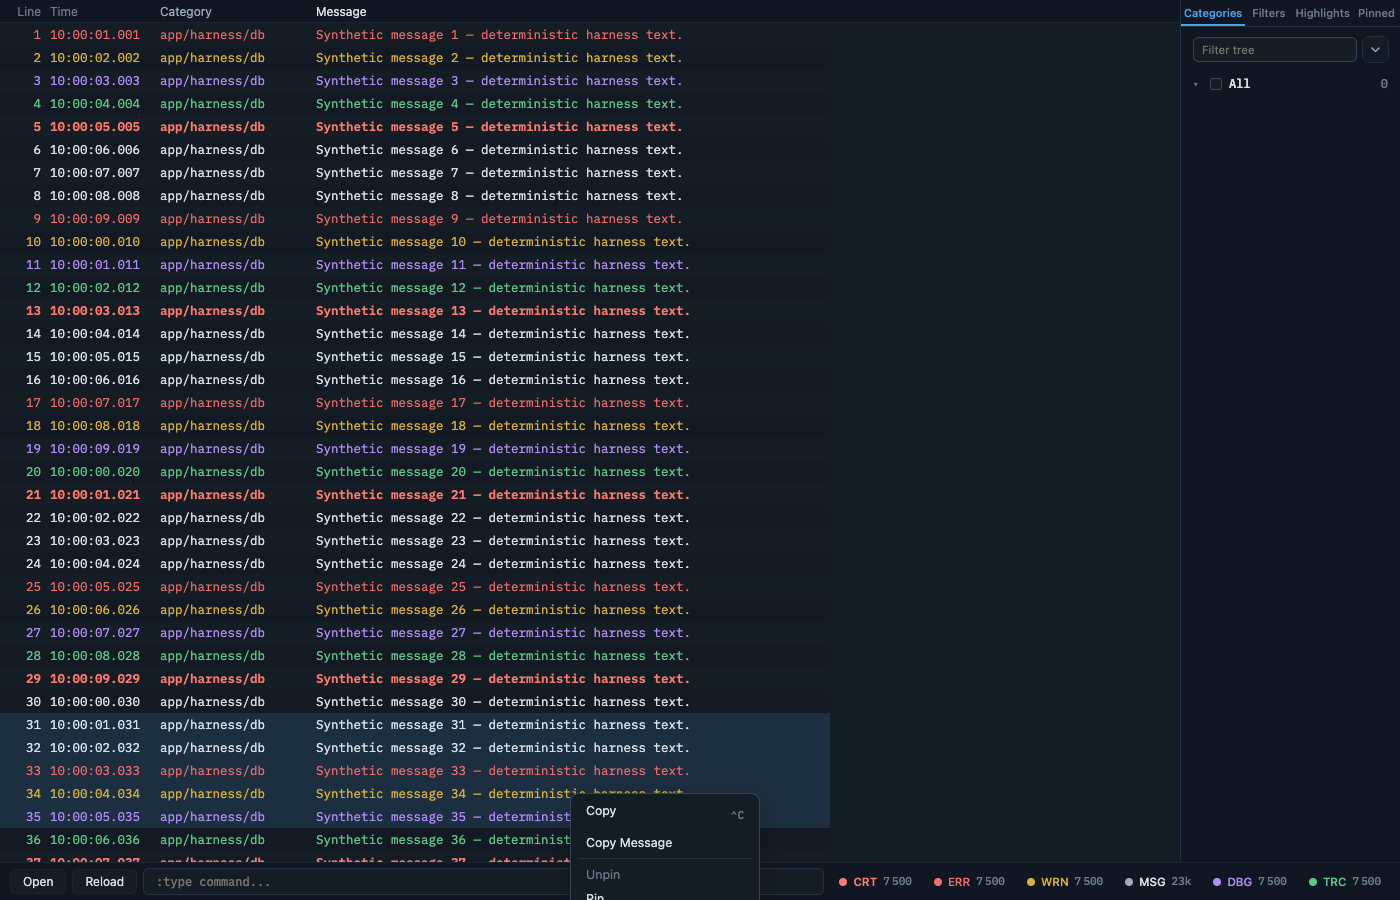 Line Time Category Message
1 10:00:01.001 app/harness/db Synthetic message 1 — deterministic harness text.
2 10:00:02.002 app/harness/db Synthetic message 2 — deterministic harness text.
3 10:00:03.003 app/harness/db Synthetic message 3 — deterministic harness text.
4 10:00:04.004 app/harness/db Synthetic message 4 — deterministic harness text.
5 10:00:05.005 app/harness/db Synthetic message 5 — deterministic harness text.
6 10:00:06.006 app/harness/db Synthetic message 6 — deterministic harness text.
7 10:00:07.007 app/harness/db Synthetic message 7 — deterministic harness text.
8 10:00:08.008 app/harness/db Synthetic message 8 — deterministic harness text.
9 10:00:09.009 app/harness/db Synthetic message 9 — deterministic harness text.
10 10:00:00.010 app/harness/db Synthetic message 10 — deterministic harness text.
11 10:00:01.011 app/harness/db Synthetic message 11 — deterministic harness text.
12 10:00:02.012 app/harness/db Synthetic message 12 — deterministic harness text.
13 10:00:03.013 app/harness/db Synthetic message 13 — deterministic harness text.
14 10:00:04.014 app/harness/db Synthetic message 14 — deterministic harness text.
15 10:00:05.015 app/harness/db Synthetic message 15 — deterministic harness text.
16 10:00:06.016 app/harness/db Synthetic message 16 — deterministic harness text.
17 10:00:07.017 app/harness/db Synthetic message 17 — deterministic harness text.
18 10:00:08.018 app/harness/db Synthetic message 18 — deterministic harness text.
19 10:00:09.019 app/harness/db Synthetic message 19 — deterministic harness text.
20 10:00:00.020 app/harness/db Synthetic message 20 — deterministic harness text.
21 10:00:01.021 app/harness/db Synthetic message 21 — deterministic harness text.
22 10:00:02.022 app/harness/db Synthetic message 22 — deterministic harness text.
23 10:00:03.023 app/harness/db Synthetic message 23 — deterministic harness text.
24 10:00:04.024 app/harness/db Synthetic message 24 — deterministic harness text.
25 10:00:05.025 app/harness/db Synthetic message 25 — deterministic harness text.
26 10:00:06.026 app/harness/db Synthetic message 26 — deterministic harness text.
27 10:00:07.027 app/harness/db Synthetic message 27 — deterministic harness text.
28 10:00:08.028 app/harness/db Synthetic message 28 — deterministic harness text.
29 10:00:09.029 app/harness/db Synthetic message 29 — deterministic harness text.
30 10:00:00.030 app/harness/db Synthetic message 30 — deterministic harness text.
31 10:00:01.031 app/harness/db Synthetic message 31 — deterministic harness text.
32 10:00:02.032 app/harness/db Synthetic message 32 — deterministic harness text.
33 10:00:03.033 app/harness/db Synthetic message 33 — deterministic harness text.
34 10:00:04.034 app/harness/db Synthetic message 34 — deterministic harness text.
35 10:00:05.035 app/harness/db Synthetic message 35 — determinist
36 10:00:06.036 app/harness/db Synthetic message 36 — determinist
37 10:00:07.037 app/harness/db Synthetic message 37 — determinist
Copy ^C
Copy Message
Unpin
Pin
Categories Filters Highlights Pinned
Filter tree
All 0
Open Reload :type command...
CRT 7500 ERR 7500 WRN 7500 MSG 23k DBG 7500 TRC 7500